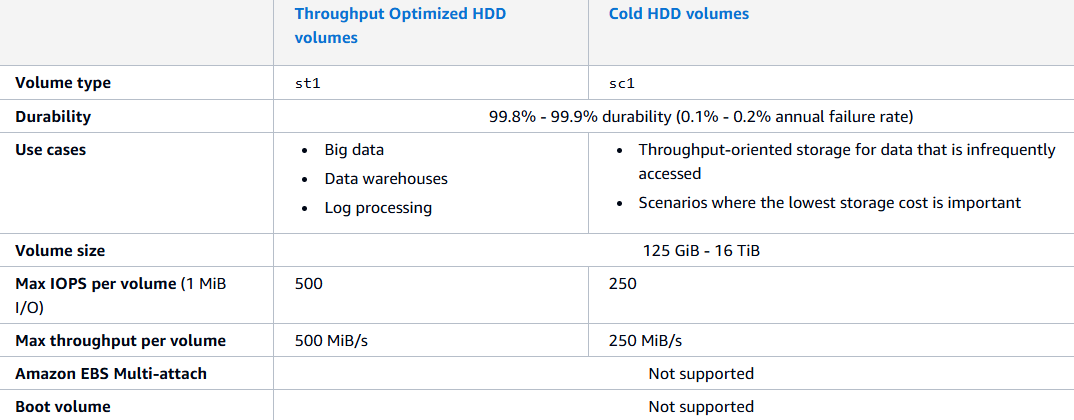 Throughput Optimized HDD
volumes
Cold HDD volumes
Volume type
st1
sc1
Durability
99.8% - 99.9% durability (0.1% - 0.2% annual failure rate)
Use cases
• Big data
• Data warehouses
• Log processing
• Throughput-oriented storage for data that is infrequently
accessed
• Scenarios where the lowest storage cost is important
Volume size
125 GiB - 16 TiB
Max IOPS per volume (1 MiB
I/O)
500
250
Max throughput per volume
500 MiB/s
250 MiB/s
Amazon EBS Multi-attach
Not supported
Boot volume
Not supported